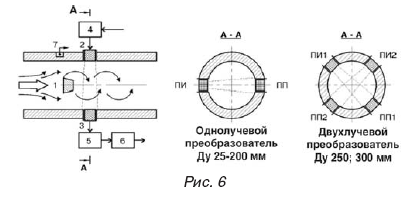 А
4
А - А
А - А
7
2
ПИ1
ПИ2
1
ПИ
ПП
3
ПП2
ПП1
5
6
Однолучевой
преобразователь
Ду 25-200 мм
Двухлучевой
преобразователь
Ду 250; 300 мм
А
Рис. 6